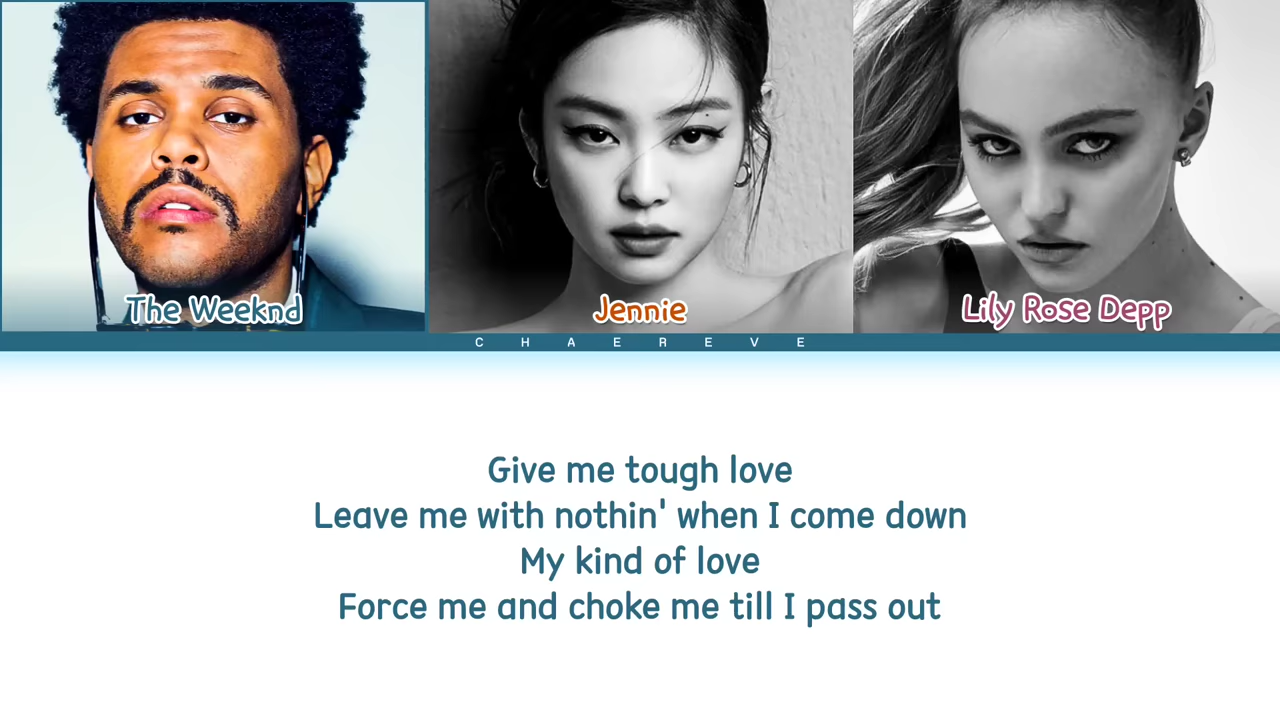 The Weeknd
Jennie
Lily Rose Depp
CHAEREVE
Give me tough love
Leave me with nothin' when I come down
My kind of love
Force me and choke me till I pass out